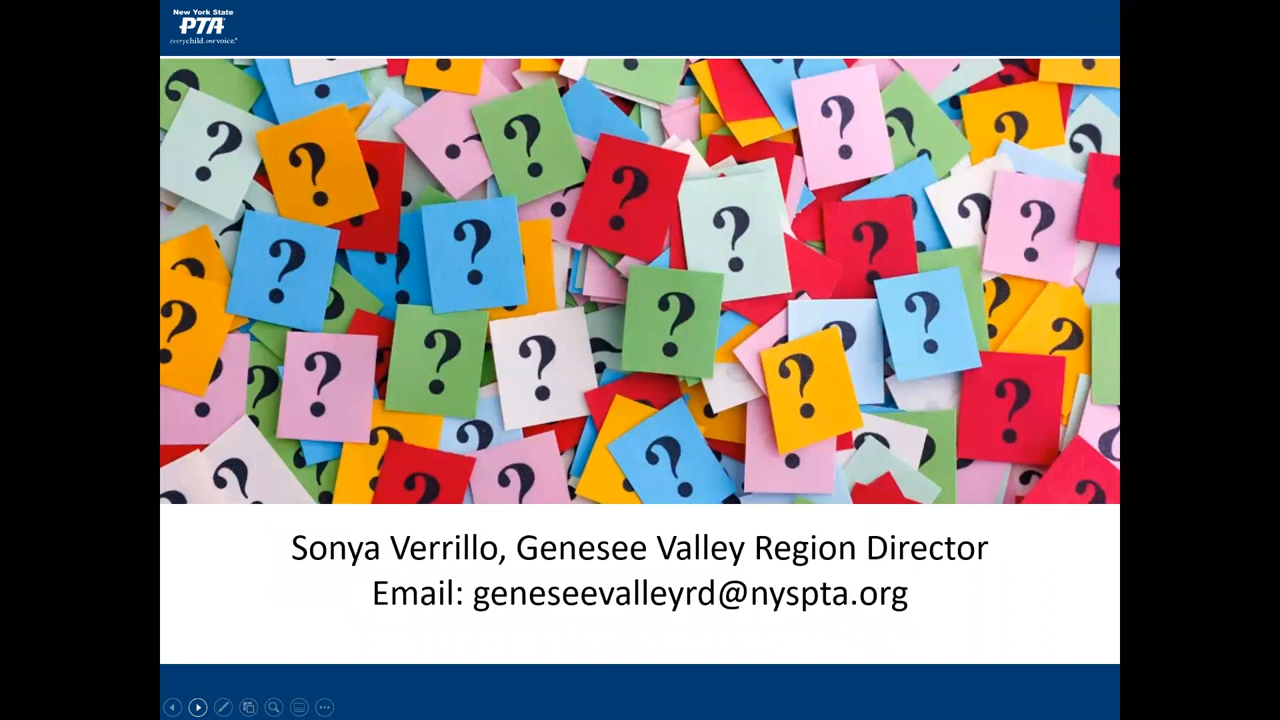 New York State
PTA
everychild.onevoice.®
Sonya Verrillo, Genesee Valley Region Director
Email: geneseevalleyrd@nyspta.org